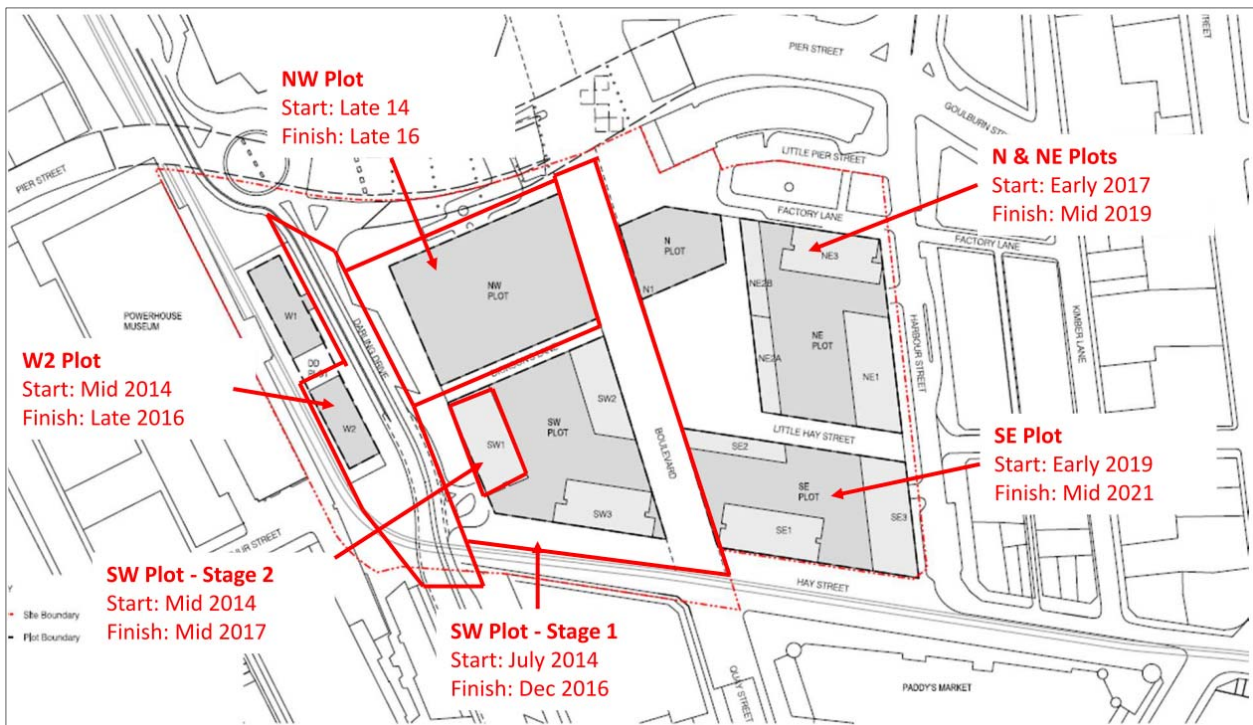 PIER STREET
NW Plot
Start: Late 14
Finish: Late 16
GOULBURN ST
LITTLE PIER STREET
N & NE Plots
Start: Early 2017
Finish: Mid 2019
PIER STREET
FACTORY LANE
FACTORY LANE
NE3
N
PLOT
N1
NE2B
NW
PLOT
W1
POWERHOUSE
MUSEUM
DARLING DRIVE
HARBOUR STREET
KIMBER LANE
NE
PLOT
NE2A
NE1
W2 Plot
Start: Mid 2014
Finish: Late 2016
DD
W2
SW2
SW
PLOT
SW1
BOULEVARD
LITTLE HAY STREET
SE Plot
Start: Early 2019
Finish: Mid 2021
SE2
SE
PLOT
SE1
SE3
SW3
HAY STREET
SW Plot - Stage 2
Start: Mid 2014
Finish: Mid 2017
SW Plot - Stage 1
Start: July 2014
Finish: Dec 2016
Y
Site Boundary
Plot Boundary
QUAY STREET
PADDY'S MARKET